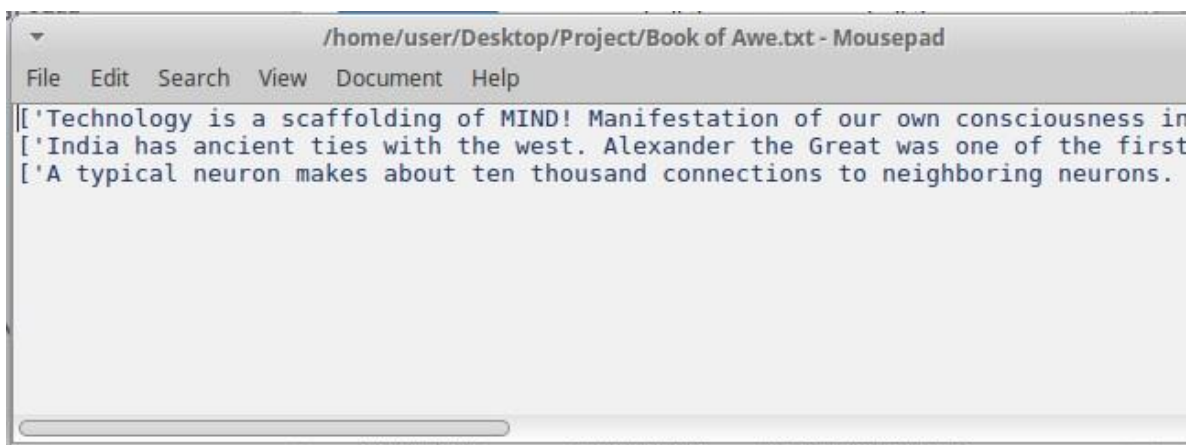 /home/user/Desktop/Project/Book of Awe.txt - Mousepad
File Edit Search View Document Help
['Technology is a scaffolding of MIND! Manifestation of our own consciousness in
['India has ancient ties with the west. Alexander the Great was one of the first
['A typical neuron makes about ten thousand connections to neighboring neurons.